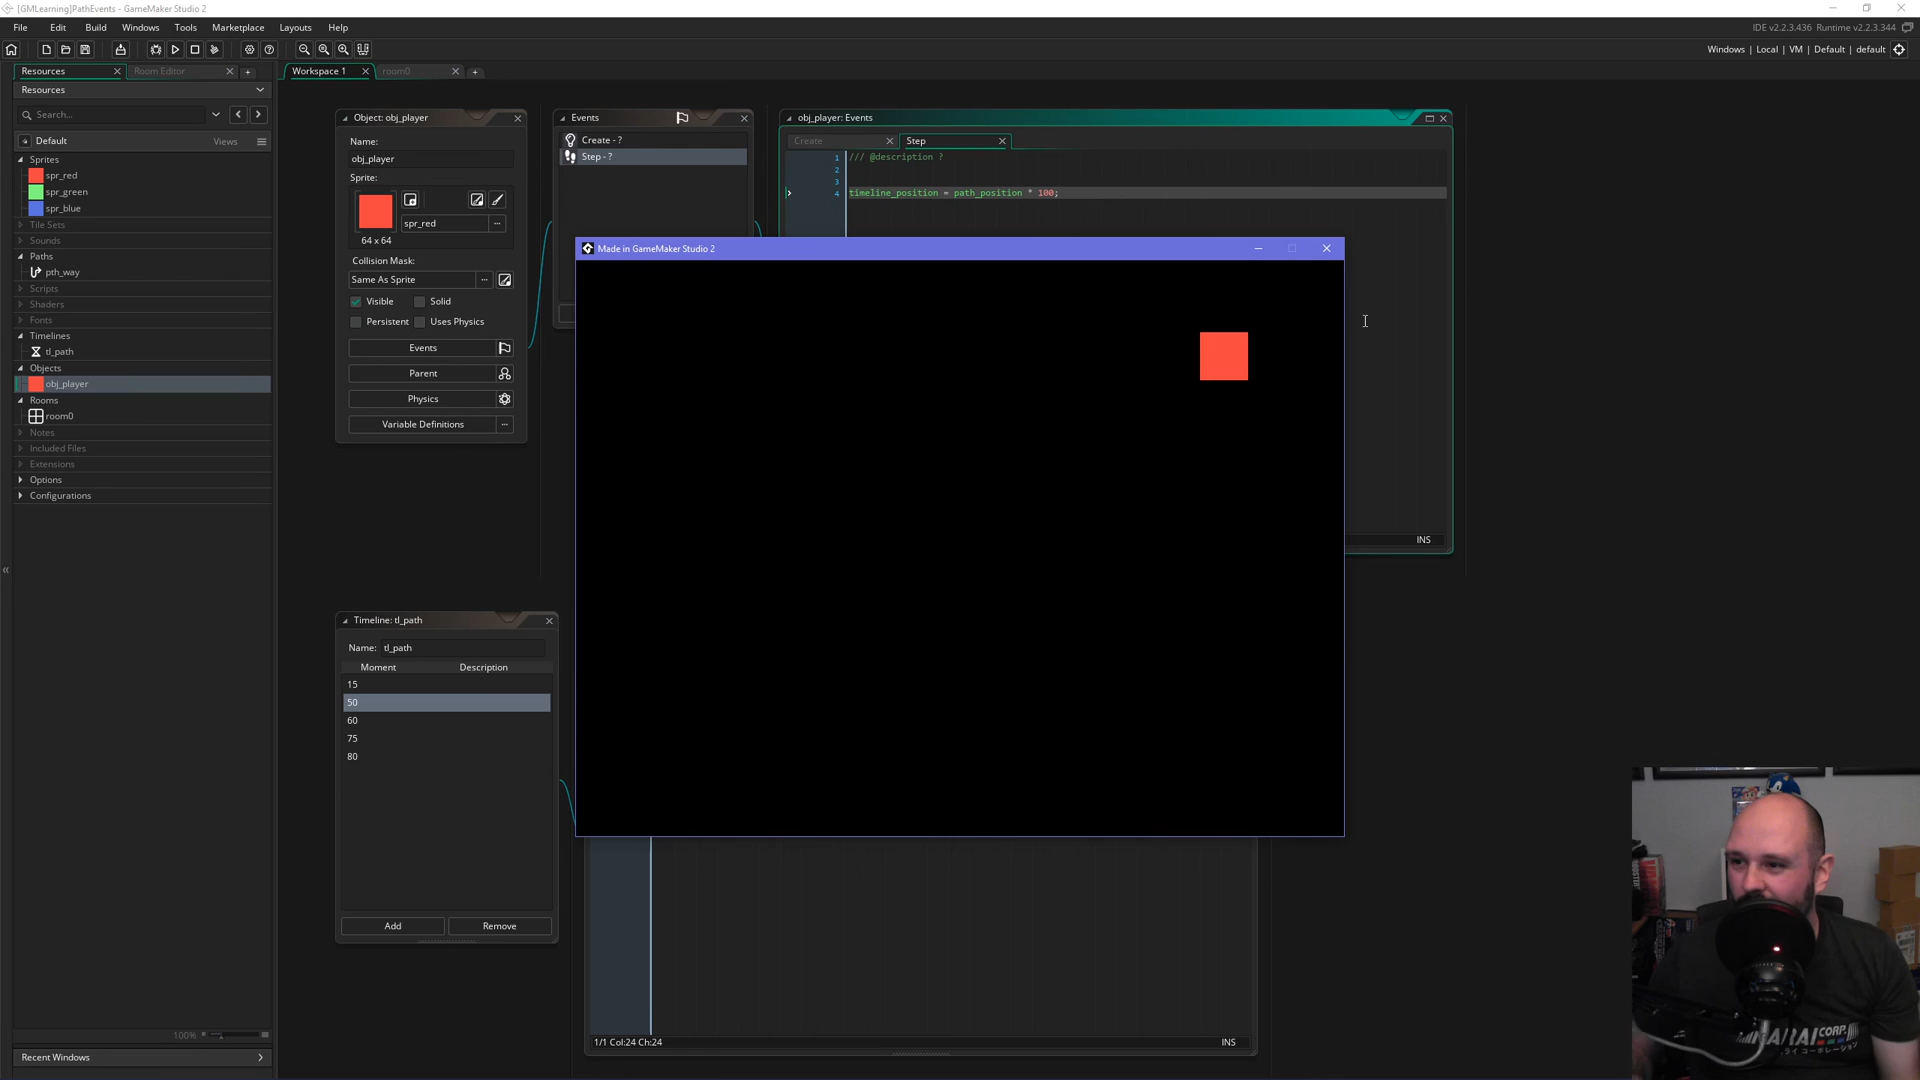 [GMLearning]PathEvents - GameMaker Studio 2
File Edit Build Windows Tools Marketplace Layouts Help
IDE v2.2.3.436 Runtime v2.2.3.344
Windows | Local | VM | Default | default
Resources
Room Editor
Workspace 1
room0
Resources
Search...
Default
Views
Sprites
spr_red
spr_green
spr_blue
Tile Sets
Sounds
Paths
pth_way
Scripts
Shaders
Fonts
Timelines
tl_path
Objects
obj_player
Rooms
room0
Notes
Included Files
Extensions
Options
Configurations
100%
Recent Windows
Object: obj_player
Name:
obj_player
Sprite:
spr_red
64 x 64
Collision Mask:
Same As Sprite
Visible
Solid
Persistent
Uses Physics
Events
Parent
Physics
Variable Definitions
Events
Create - ?
Step - ?
obj_player: Events
Create
Step
1 /// @description ?
2
3
4 timeline_position = path_position * 100;
INS
Made in GameMaker Studio 2
Timeline: tl_path
Name: tl_path
Moment Description
15
50
60
75
80
Add
Remove
1/1 Col:24 Ch:24
INS